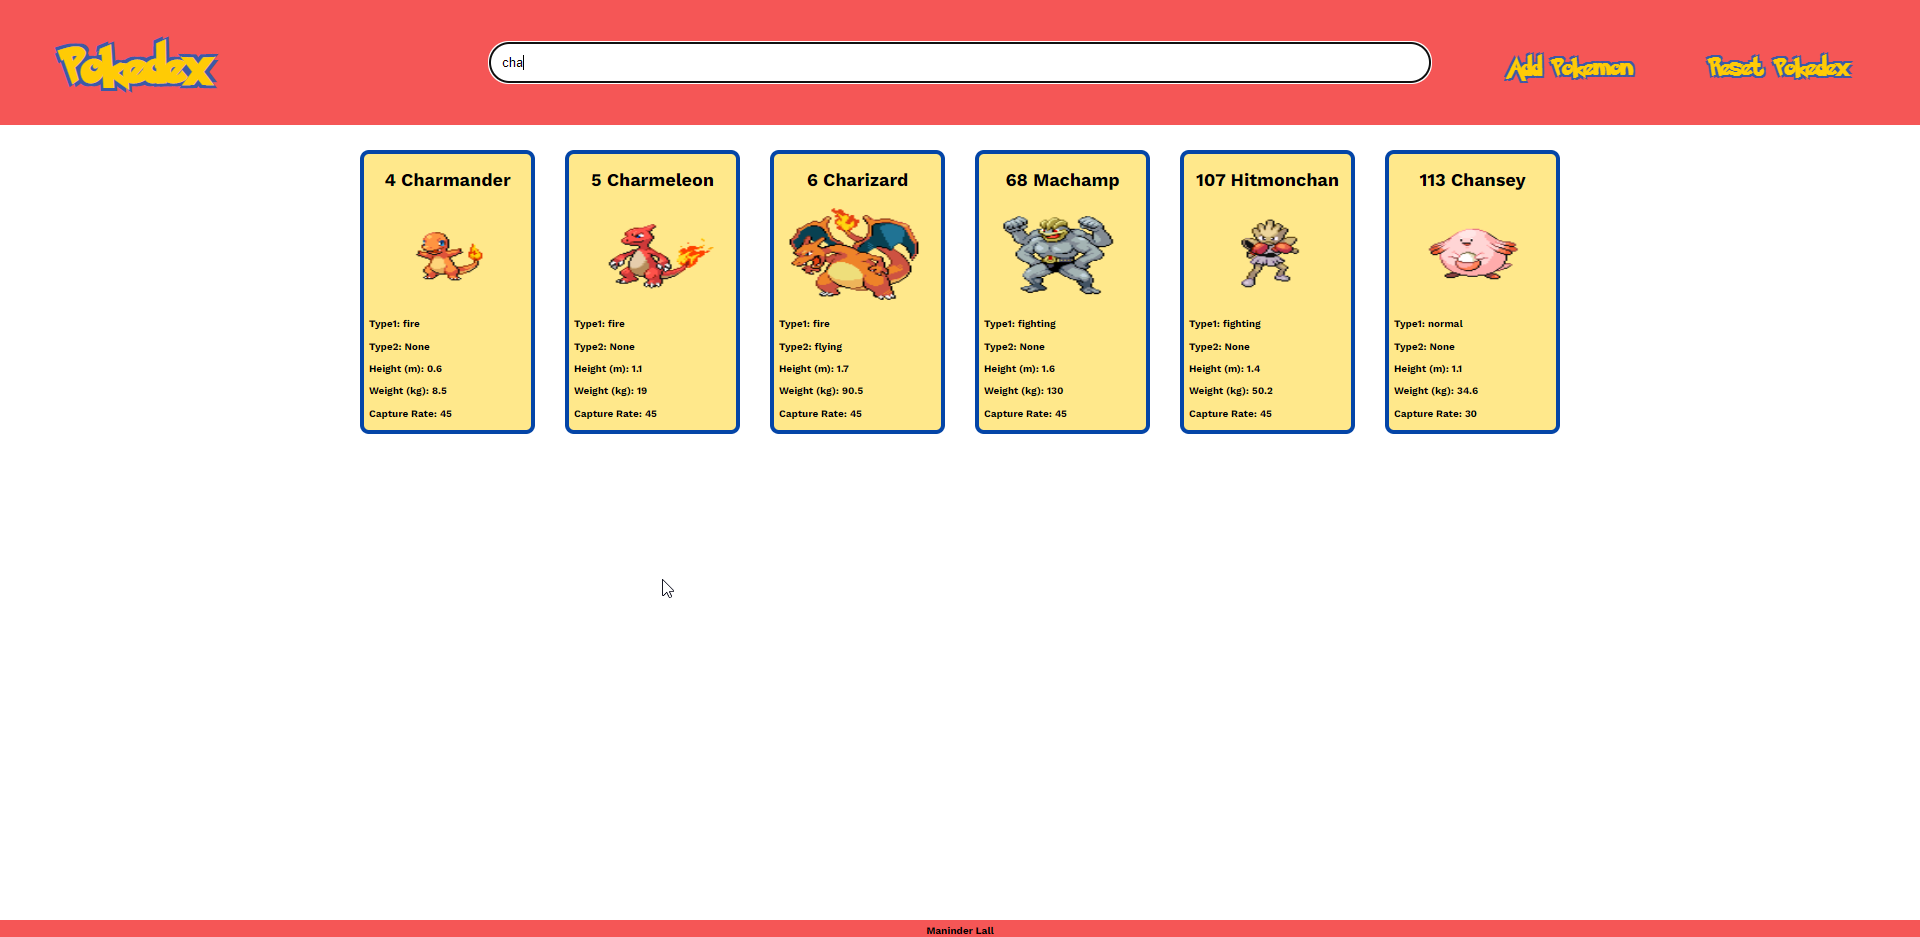 Pokedex
cha
Add Pokemon
Reset Pokedex
4 Charmander
Type1: fire
Type2: None
Height (m): 0.6
Weight (kg): 8.5
Capture Rate: 45
5 Charmeleon
Type1: fire
Type2: None
Height (m): 1.1
Weight (kg): 19
Capture Rate: 45
6 Charizard
Type1: fire
Type2: flying
Height (m): 1.7
Weight (kg): 90.5
Capture Rate: 45
68 Machamp
Type1: fighting
Type2: None
Height (m): 1.6
Weight (kg): 130
Capture Rate: 45
107 Hitmonchan
Type1: fighting
Type2: None
Height (m): 1.4
Weight (kg): 50.2
Capture Rate: 45
113 Chansey
Type1: normal
Type2: None
Height (m): 1.1
Weight (kg): 34.6
Capture Rate: 30
Maninder Lall